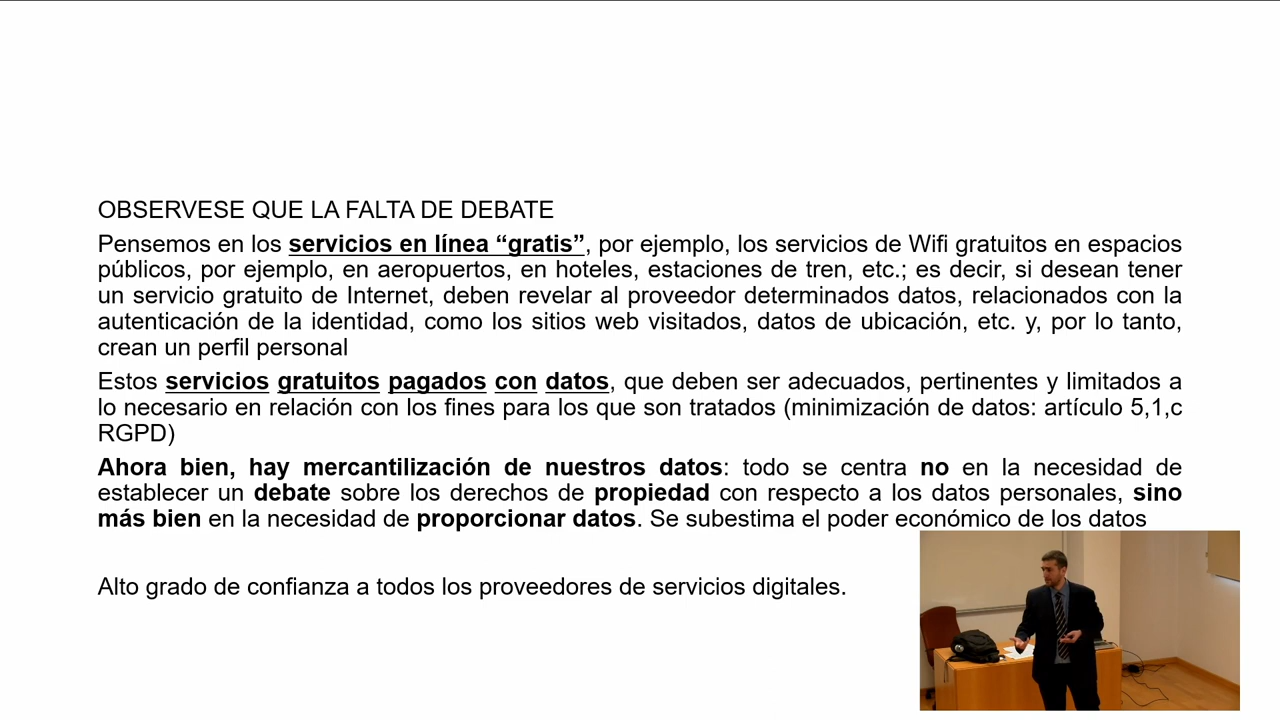 OBSERVESE QUE LA FALTA DE DEBATE
Pensemos en los servicios en línea “gratis”, por ejemplo, los servicios de Wifi gratuitos en espacios
públicos, por ejemplo, en aeropuertos, en hoteles, estaciones de tren, etc.; es decir, si desean tener
un servicio gratuito de Internet, deben revelar al proveedor determinados datos, relacionados con la
autenticación de la identidad, como los sitios web visitados, datos de ubicación, etc. y, por lo tanto,
crean un perfil personal
Estos servicios gratuitos pagados con datos, que deben ser adecuados, pertinentes y limitados a
lo necesario en relación con los fines para los que son tratados (minimización de datos: artículo 5,1,c
RGPD)
Ahora bien, hay mercantilización de nuestros datos: todo se centra no en la necesidad de
establecer un debate sobre los derechos de propiedad con respecto a los datos personales, sino
más bien en la necesidad de proporcionar datos. Se subestima el poder económico de los datos
Alto grado de confianza a todos los proveedores de servicios digitales.